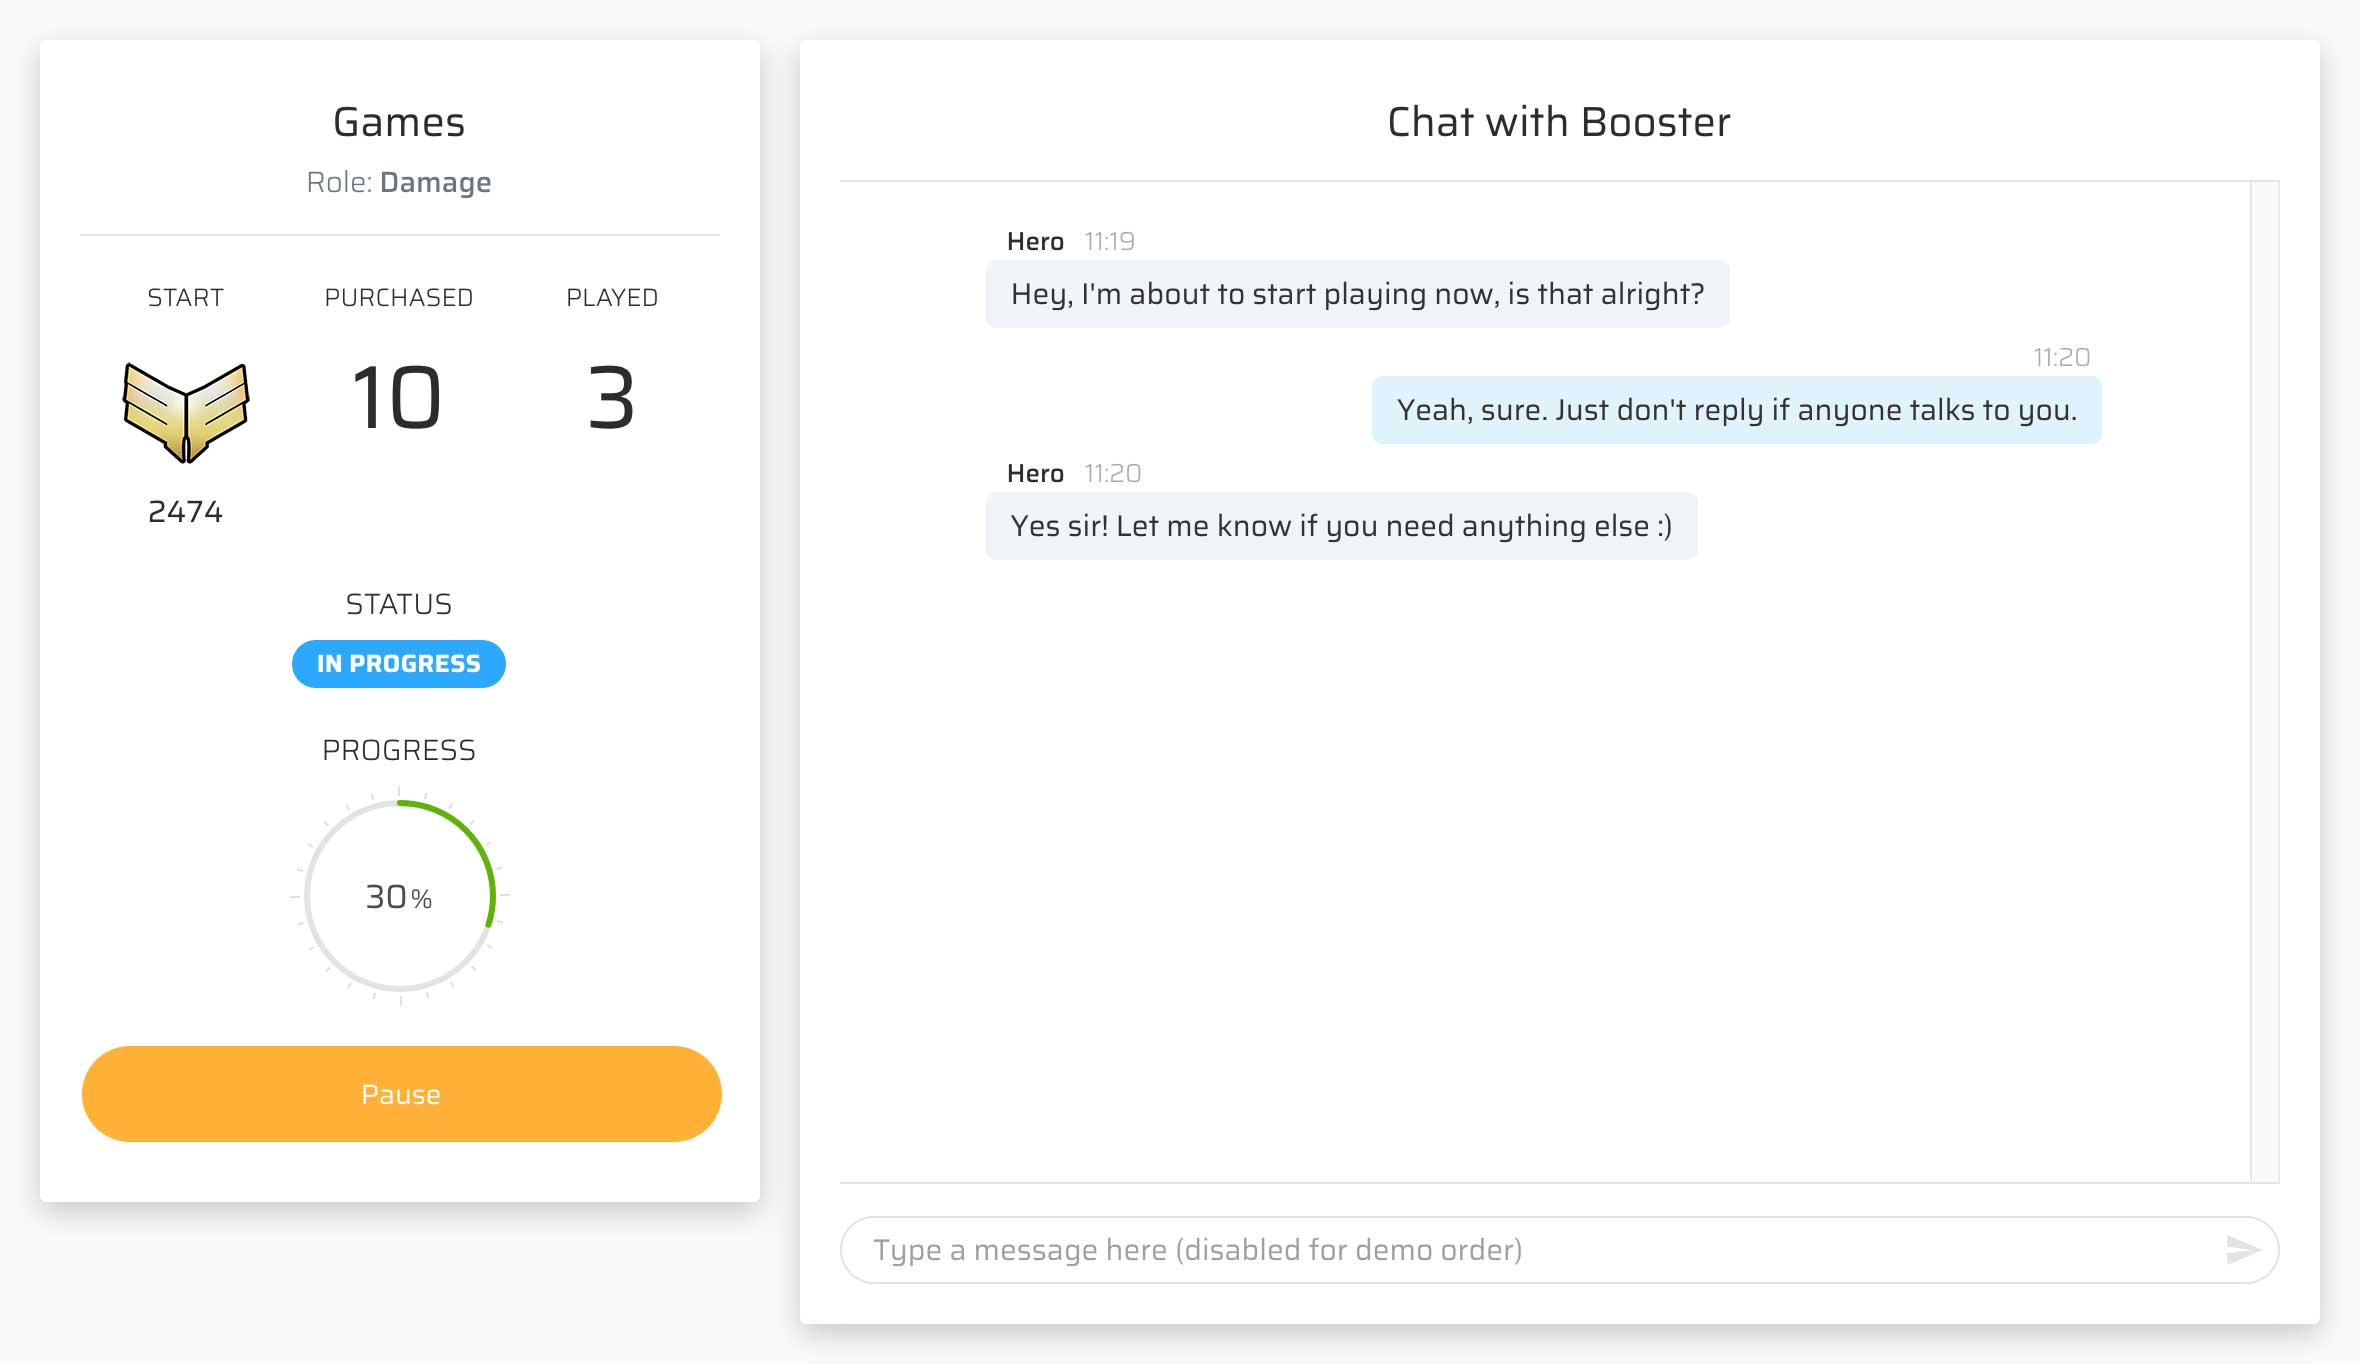 Games
Role: Damage
START
PURCHASED
PLAYED
10
3
2474
STATUS
IN PROGRESS
PROGRESS
30%
Pause
Chat with Booster
Hero 11:19
Hey, I'm about to start playing now, is that alright?
11:20
Yeah, sure. Just don't reply if anyone talks to you.
Hero 11:20
Yes sir! Let me know if you need anything else :)
Type a message here (disabled for demo order)